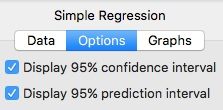 Simple Regression
Data Options Graphs
Display 95% confidence interval
Display 95% prediction interval